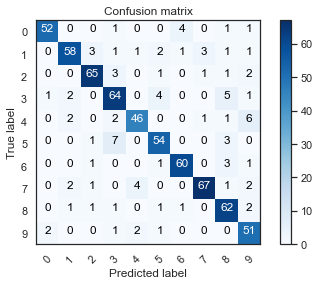 Confusion matrix
0 52 0 0 1 0 0 4 0 1 1
1 0 58 3 1 1 2 1 3 1 1
2 0 0 65 3 0 1 0 1 1 2
3 1 2 0 64 0 4 0 0 5 1
4 0 2 0 2 46 0 0 1 1 6
5 0 0 1 7 0 54 0 0 3 0
6 0 0 1 0 0 1 60 0 3 1
7 0 2 1 0 4 0 0 67 1 2
8 0 1 1 1 0 1 1 0 62 2
9 2 0 0 1 2 1 0 0 0 51
0 1 2 3 4 5 6 7 8 9
True label
Predicted label
60
50
40
30
20
10
0